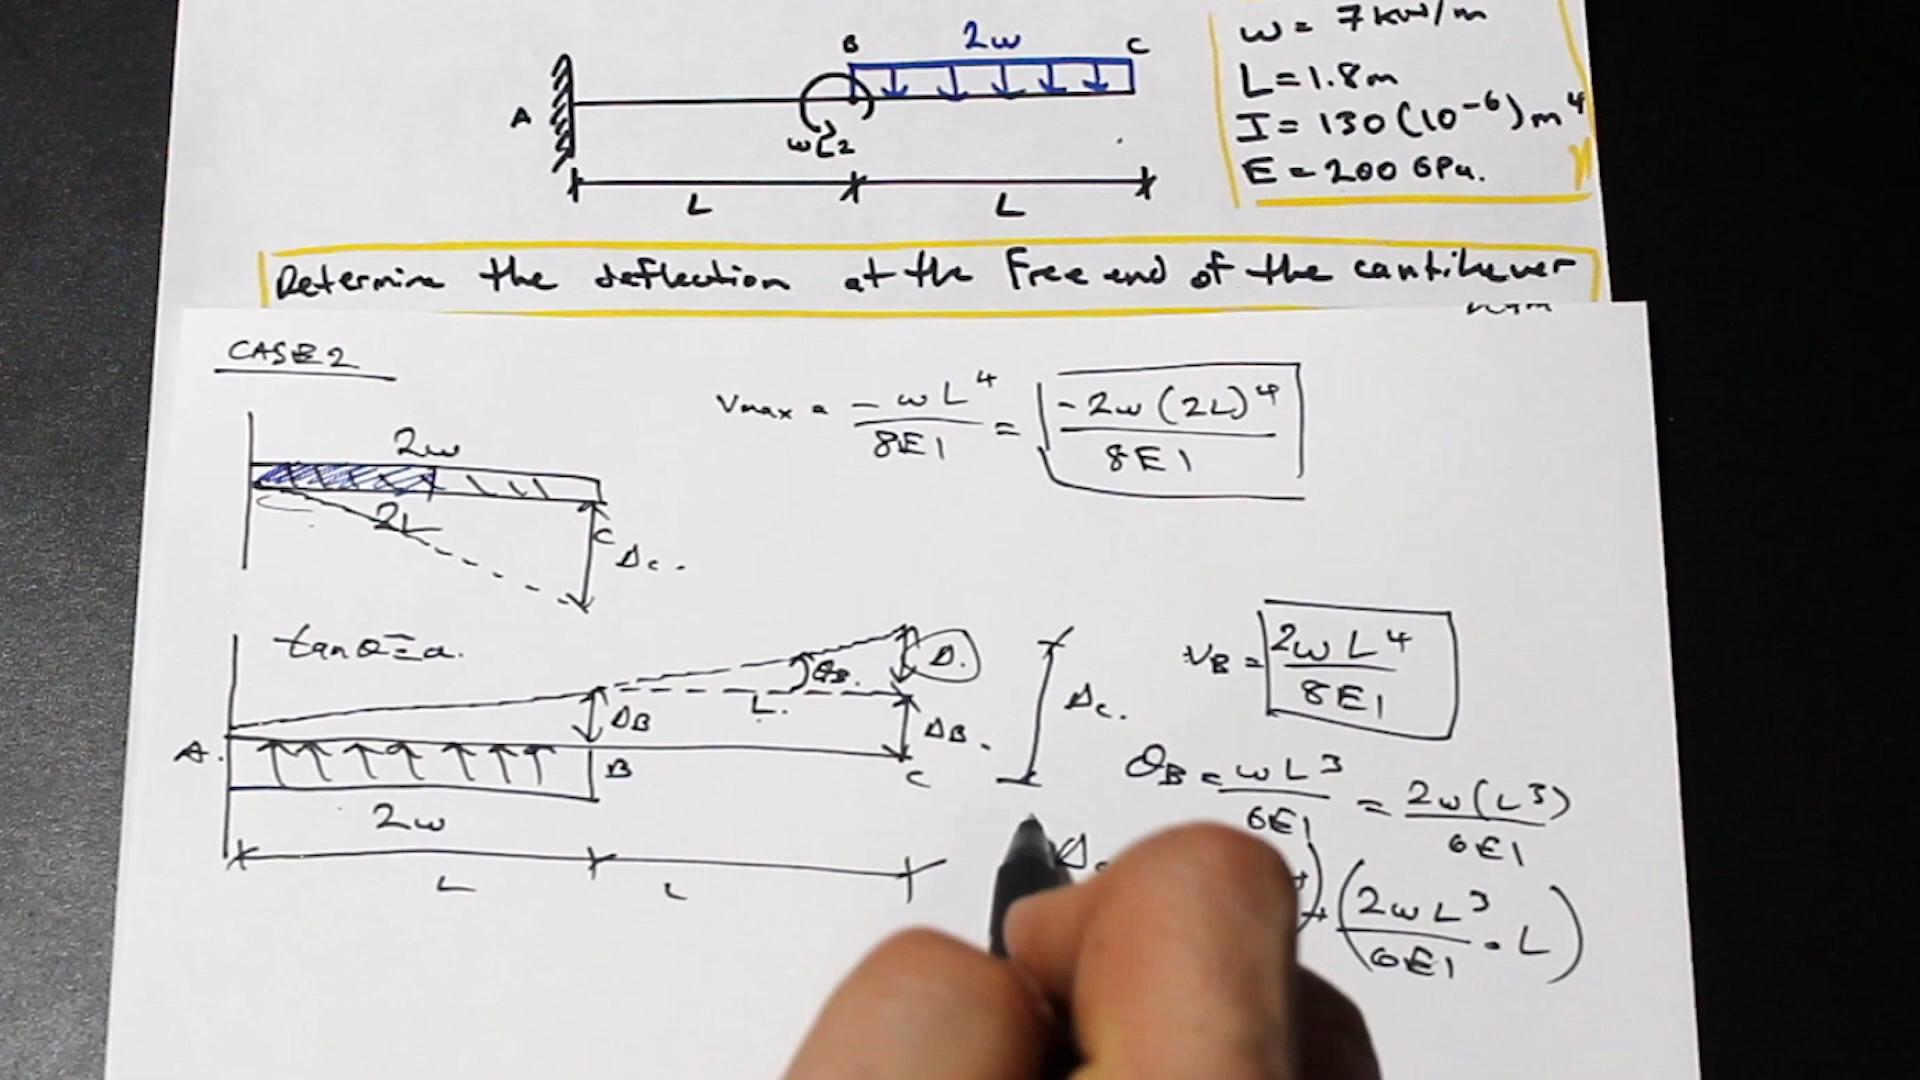 w = 7 kN/m
B 2w C
L = 1.8m
I = 130 (10⁻⁶) m⁴
A
wL²
E = 200 GPa.
L L
Determine the deflection at the free end of the cantilever
CASE 2
Vmax = -wL⁴/8EI = -2w(2L)⁴/8EI
2w
2L
C
Δc.
tanθ ≡ a.
θB. Δ.
VB = 2wL⁴/8EI
ΔB L. ΔB. Δc.
A. B C
θB = wL³/6EI = 2w(L³)/6EI
2w
L L
+ (2wL³/6EI · L)